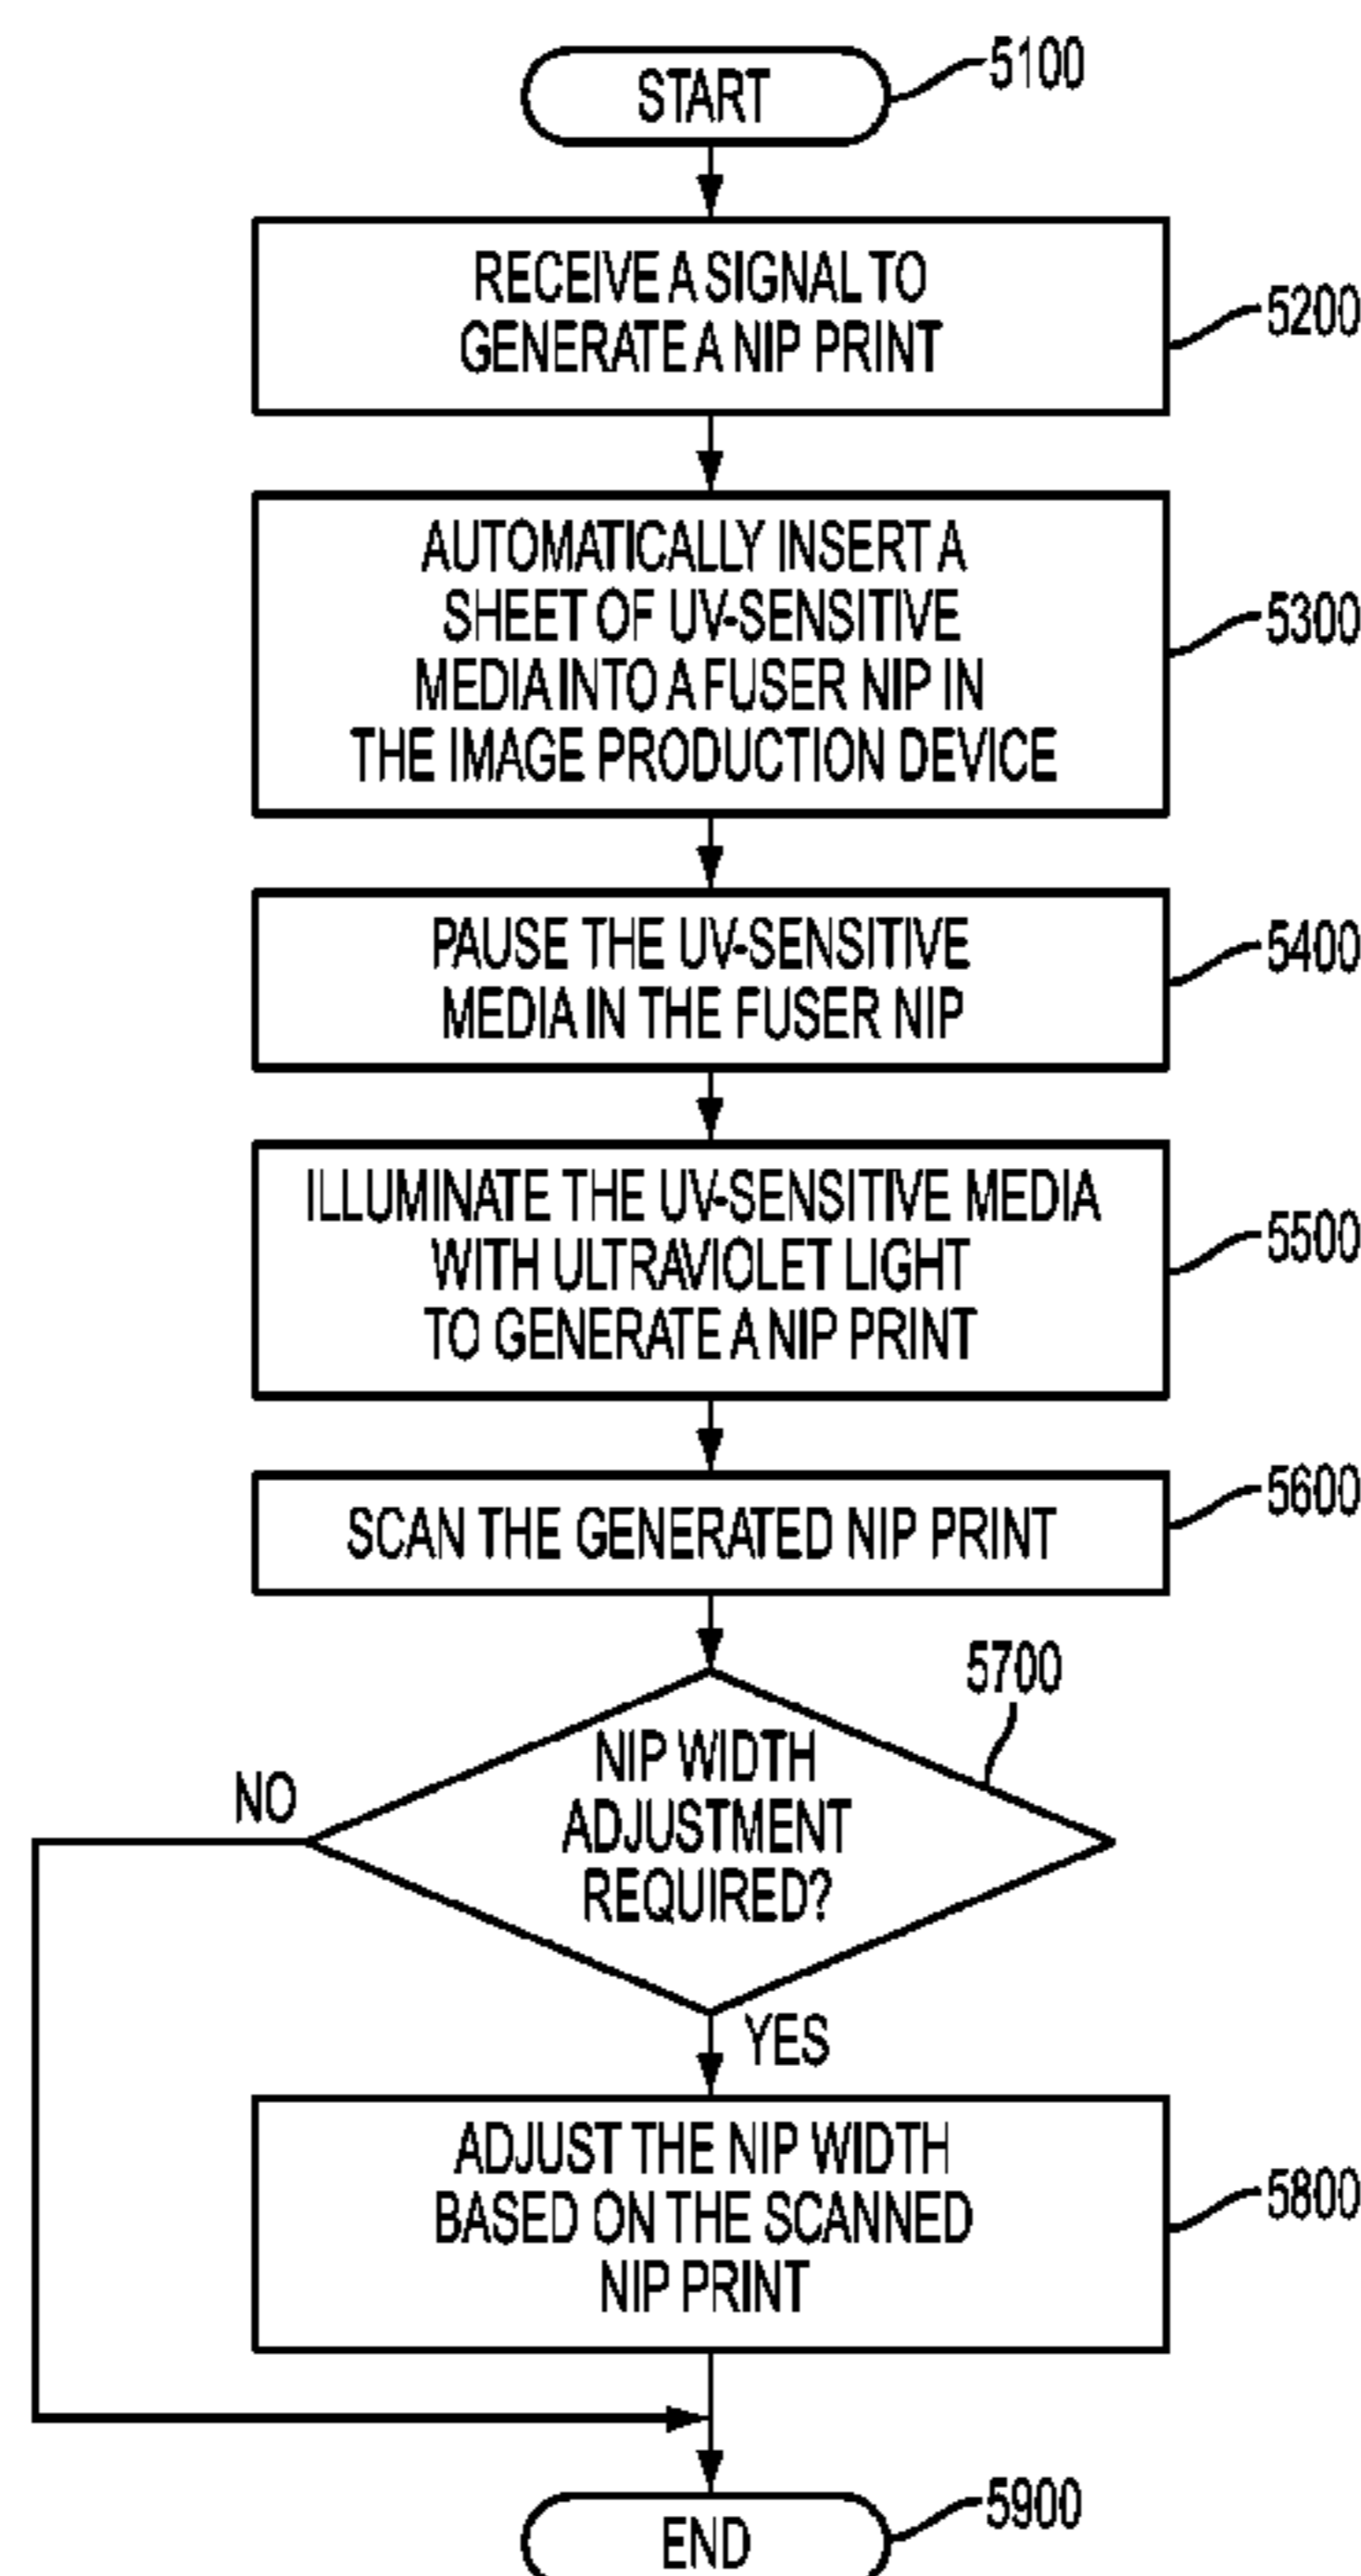 START
5100
RECEIVE A SIGNAL TO
GENERATE A NIP PRINT
5200
AUTOMATICALLY INSERT A
SHEET OF UV-SENSITIVE
MEDIA INTO A FUSER NIP IN
THE IMAGE PRODUCTION DEVICE
5300
PAUSE THE UV-SENSITIVE
MEDIA IN THE FUSER NIP
5400
ILLUMINATE THE UV-SENSITIVE MEDIA
WITH ULTRAVIOLET LIGHT
TO GENERATE A NIP PRINT
5500
SCAN THE GENERATED NIP PRINT
5600
5700
NIP WIDTH
ADJUSTMENT
REQUIRED?
NO
YES
ADJUST THE NIP WIDTH
BASED ON THE SCANNED
NIP PRINT
5800
END
5900